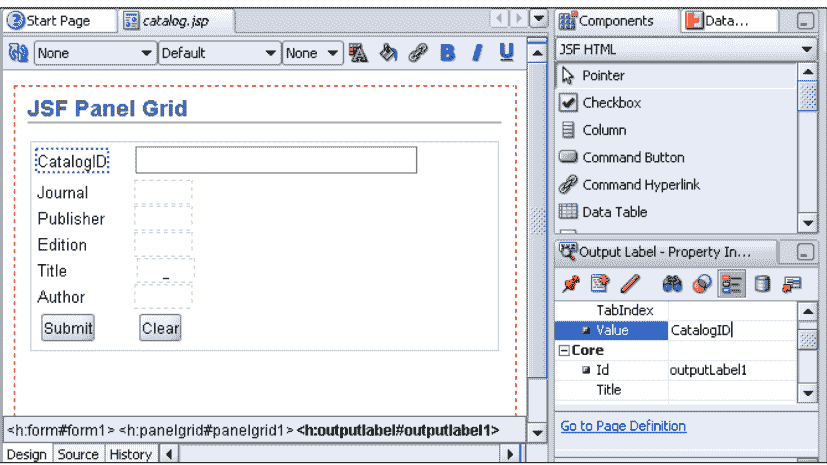 Start Page
catalog.jsp
None
Default
None
B I U
JSF Panel Grid
CatalogID
Journal
Publisher
Edition
Title
Author
Submit
Clear
<h:form#form1> <h:panelgrid#panelgrid1> <h:outputlabel#outputlabel1>
Design
Source
History
Components
Data...
JSF HTML
Pointer
Checkbox
Column
Command Button
Command Hyperlink
Data Table
Output Label - Property In...
TabIndex
Value CatalogID
Core
Id outputLabel1
Title
Go to Page Definition